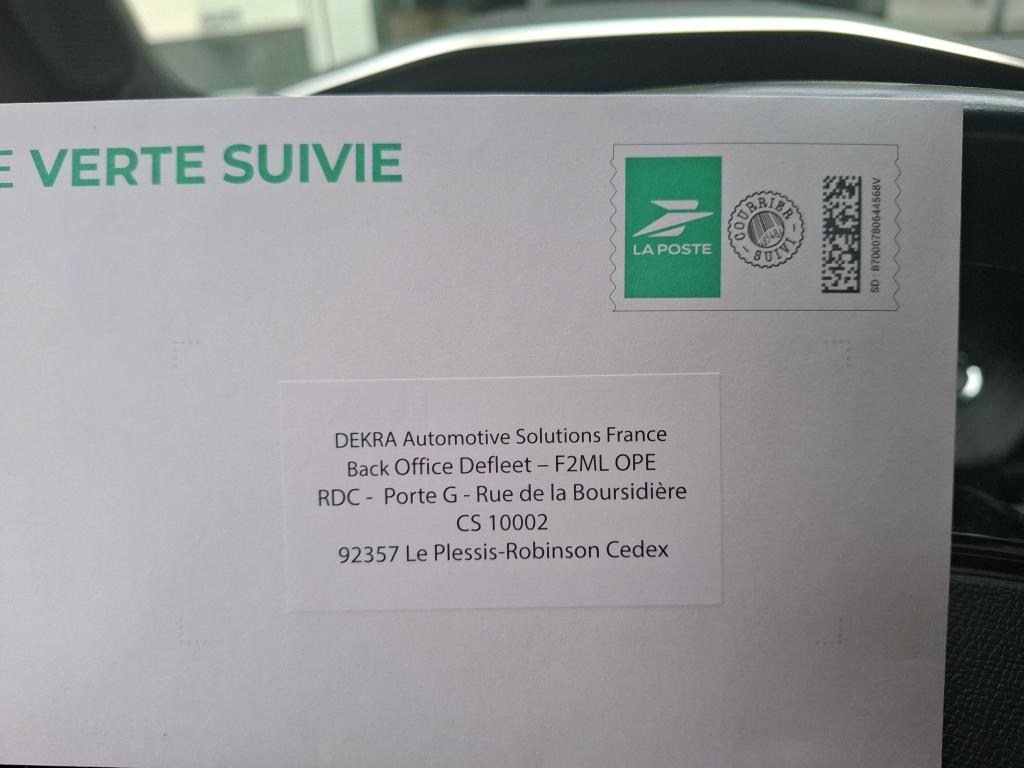 E VERTE SUIVIE
LA POSTE
COURRIER
SUIVI
SD : 87000780644568V
DEKRA Automotive Solutions France
Back Office Defleet – F2ML OPE
RDC - Porte G - Rue de la Boursidière
CS 10002
92357 Le Plessis-Robinson Cedex